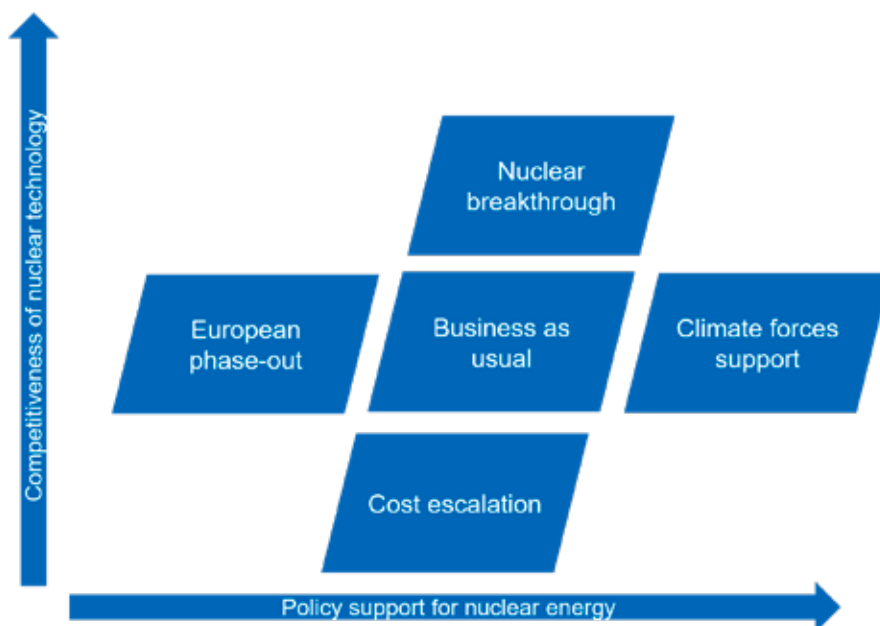 Competitiveness of nuclear technology
Nuclear
breakthrough
European
phase-out
Business as
usual
Climate forces
support
Cost escalation
Policy support for nuclear energy